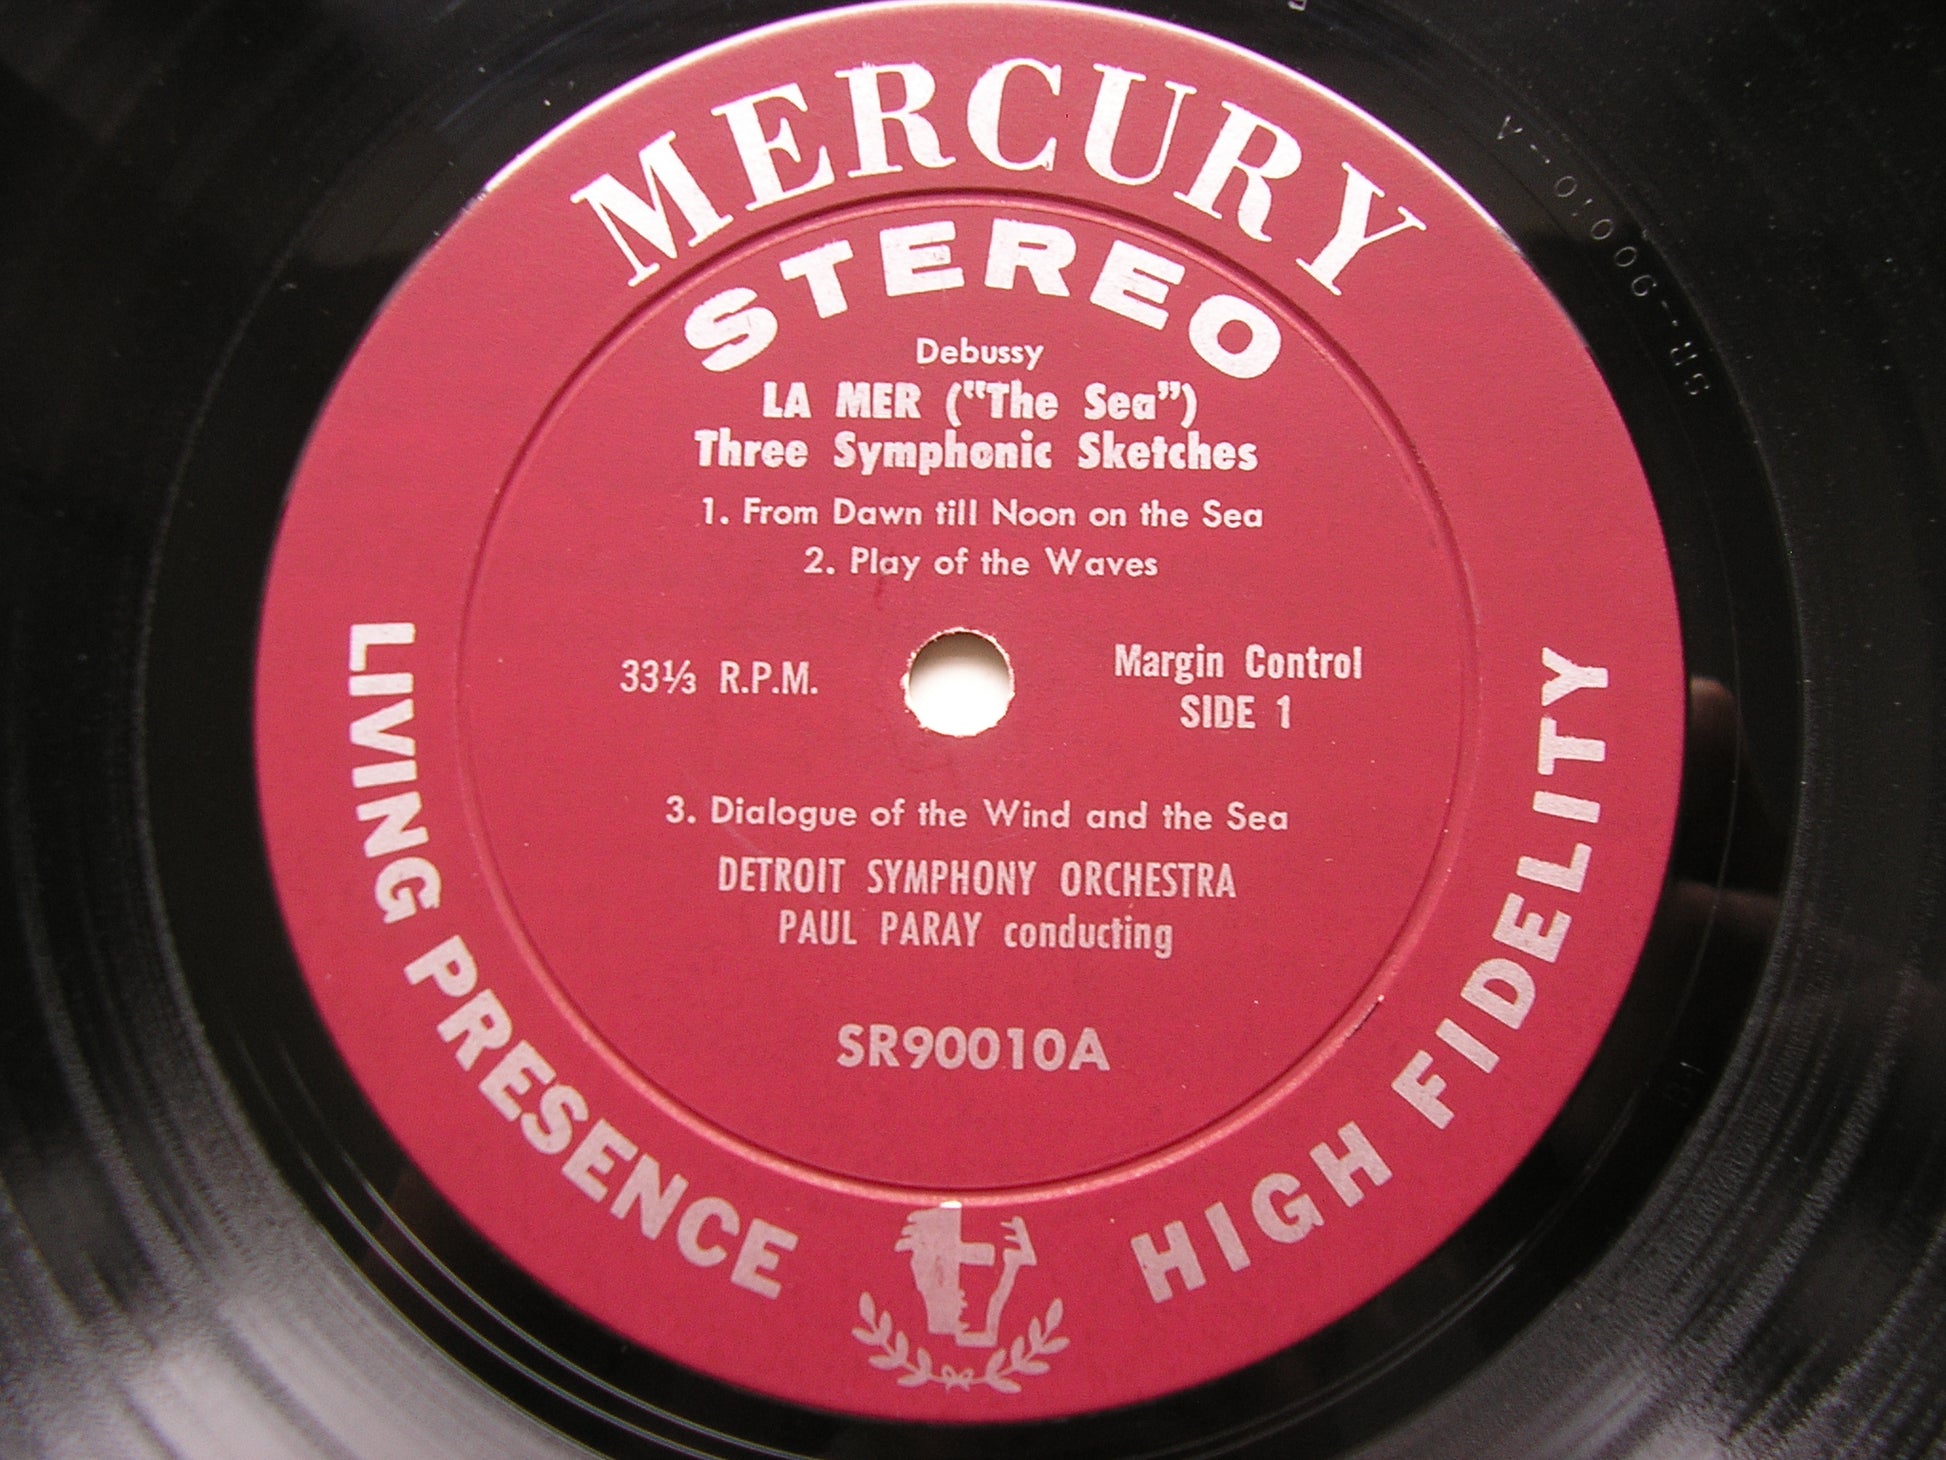 MERCURY
STEREO
Debussy
LA MER ("The Sea")
Three Symphonic Sketches
1. From Dawn till Noon on the Sea
2. Play of the Waves
33⅓ R.P.M.
Margin Control
SIDE 1
3. Dialogue of the Wind and the Sea
DETROIT SYMPHONY ORCHESTRA
PAUL PARAY conducting
SR90010A
LIVING PRESENCE
HIGH FIDELITY
SR--90010--A